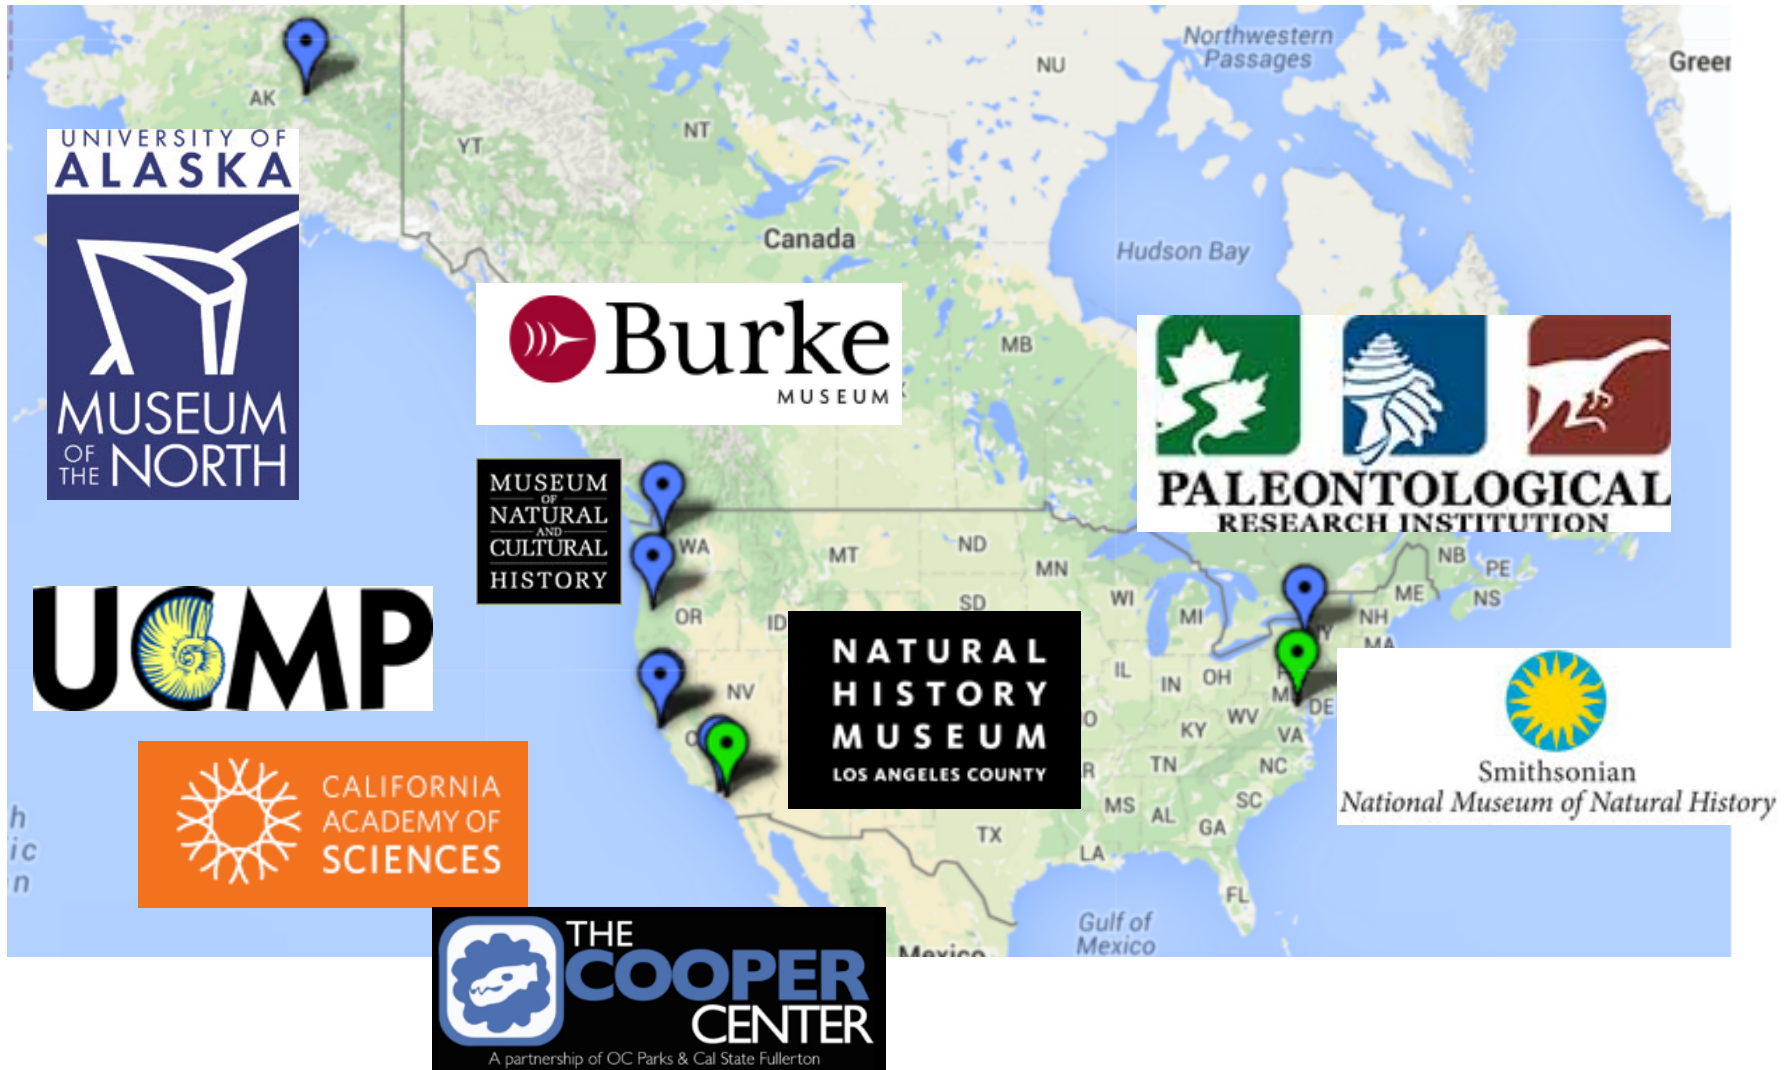 Northwestern
Passages
NU
Green
AK
YT
NT
UNIVERSITY OF
ALASKA
MUSEUM
OF
THE NORTH
Canada
Hudson Bay
Burke
MUSEUM
MB
PALEONTOLOGICAL
RESEARCH INSTITUTION
MUSEUM
OF
NATURAL
AND
CULTURAL
HISTORY
WA
MT
ND
MN
OR
ID
SD
WI
MI
NB
PE
ME
NS
NH
NY
MA
UCMP
NV
NATURAL
HISTORY
MUSEUM
LOS ANGELES COUNTY
IL
IN
OH
DE
WV
KY
VA
TN
NC
MS
AL
SC
GA
TX
LA
FL
Smithsonian
National Museum of Natural History
CALIFORNIA
ACADEMY OF
SCIENCES
Gulf of
Mexico
Mexico
THE
COOPER
CENTER
A partnership of OC Parks & Cal State Fullerton